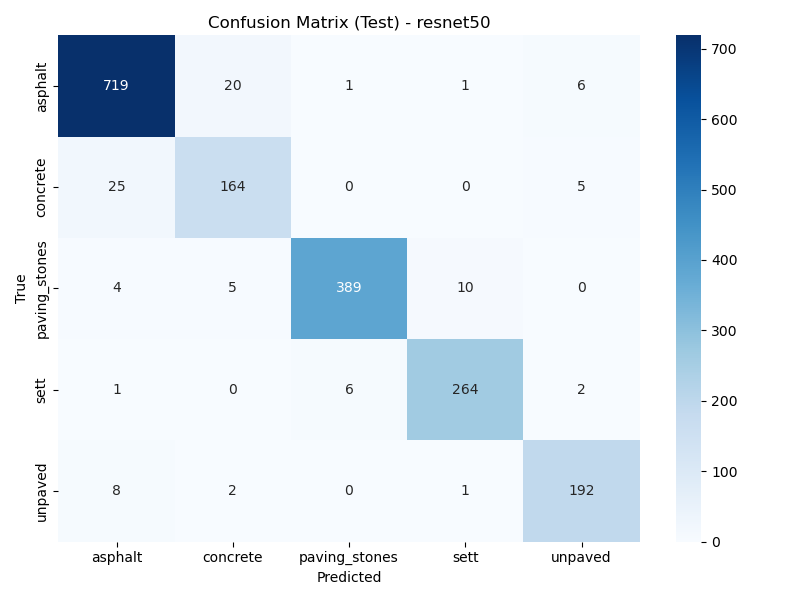 Confusion Matrix (Test) - resnet50
True
asphalt 719 20 1 1 6
concrete 25 164 0 0 5
paving_stones 4 5 389 10 0
sett 1 0 6 264 2
unpaved 8 2 0 1 192
asphalt concrete paving_stones sett unpaved
Predicted
700
600
500
400
300
200
100
0